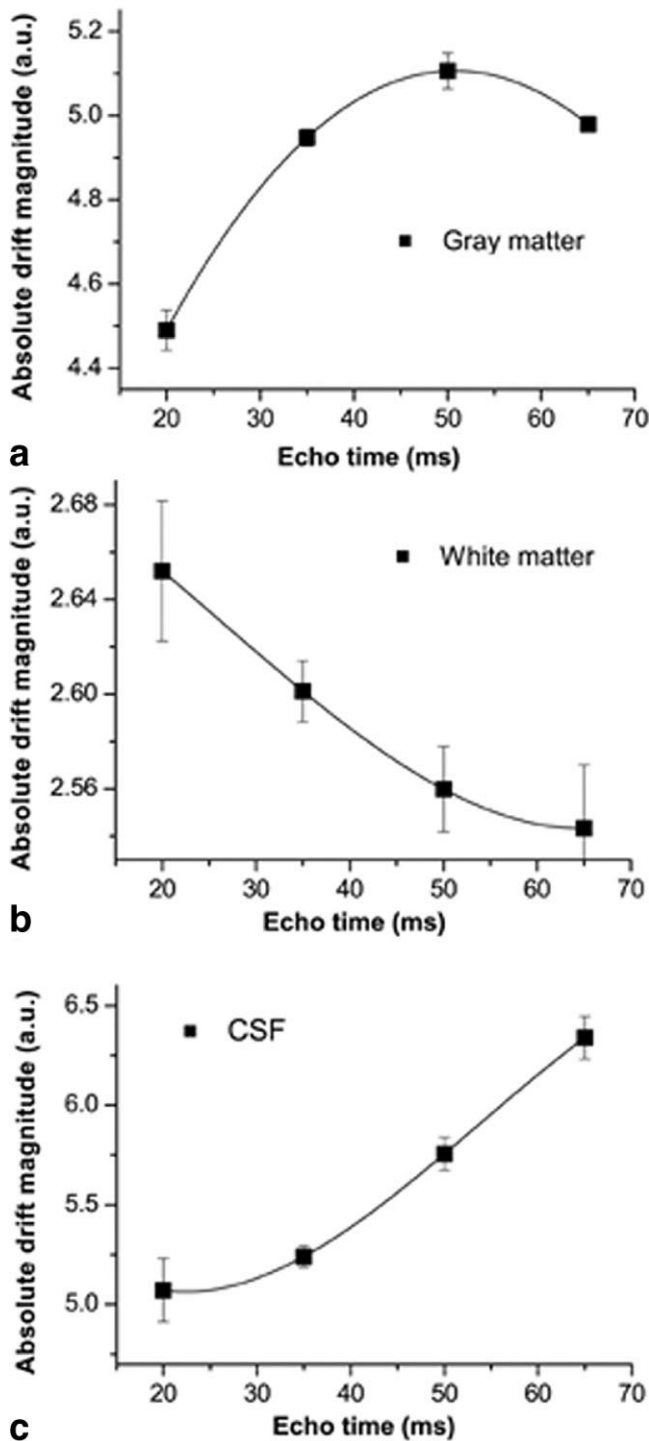 Absolute drift magnitude (a.u.)
5.2
5.0
4.8
4.6
4.4
Gray matter
20 30 40 50 60 70
Echo time (ms)
a
Absolute drift magnitude (a.u.)
2.68
2.64
2.60
2.56
White matter
20 30 40 50 60 70
Echo time (ms)
b
Absolute drift magnitude (a.u.)
6.5
6.0
5.5
5.0
CSF
20 30 40 50 60 70
Echo time (ms)
c